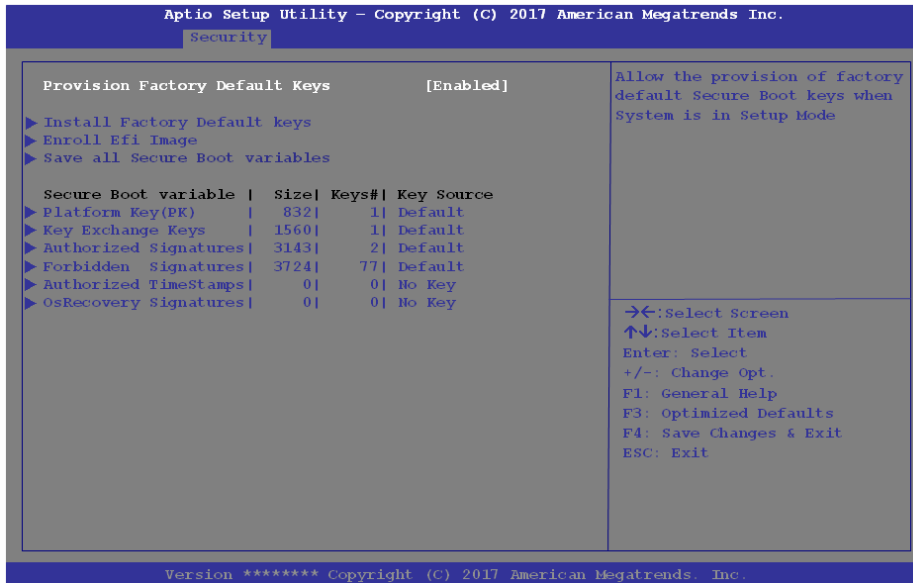 Aptio Setup Utility – Copyright (C) 2017 American Megatrends Inc.
Security
Provision Factory Default Keys [Enabled]
▶ Install Factory Default keys
▶ Enroll Efi Image
▶ Save all Secure Boot variables
Secure Boot variable | Size| Keys#| Key Source
▶ Platform Key(PK) | 832| 1| Default
▶ Key Exchange Keys | 1560| 1| Default
▶ Authorized Signatures| 3143| 2| Default
▶ Forbidden Signatures| 3724| 77| Default
▶ Authorized TimeStamps| 0| 0| No Key
▶ OsRecovery Signatures| 0| 0| No Key
Allow the provision of factory
default Secure Boot keys when
System is in Setup Mode
→←:Select Screen
↑↓:Select Item
Enter: Select
+/-: Change Opt.
F1: General Help
F3: Optimized Defaults
F4: Save Changes & Exit
ESC: Exit
Version ******** Copyright (C) 2017 American Megatrends. Inc.